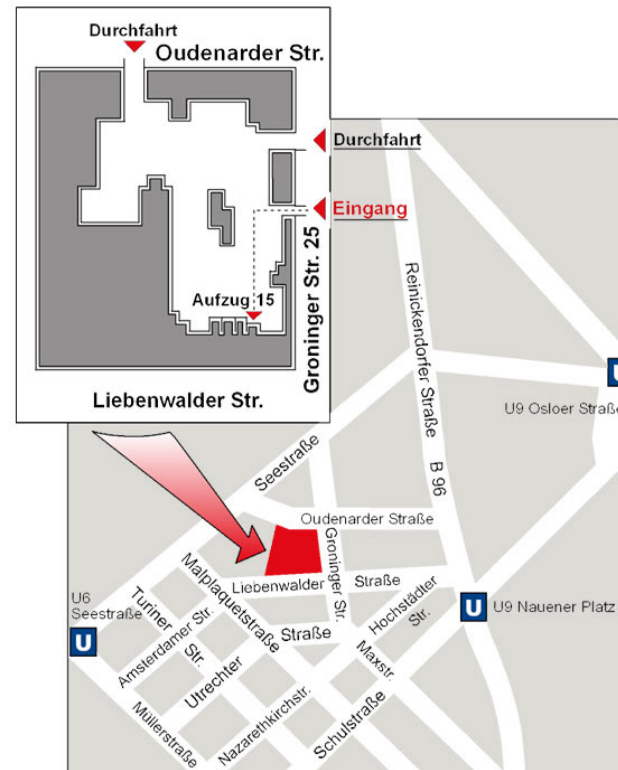 Durchfahrt
Oudenarder Str.
Durchfahrt
Eingang
Groninger Str. 25
Aufzug 15
Liebenwalder Str.
Reinickendorfer Straße
B 96
U
U9 Osloer Straße
Seestraße
Oudenarder Straße
Groninger Str.
Liebenwalder Straße
Malplaquetstraße
Hochstädter
Str.
U
U9 Nauener Platz
U6
Seestraße
U
Turiner
Str.
Amsterdamer Str.
Utrechter Straße
Maxstr.
Müllerstraße
Nazarethkirchstr.
Schulstraße